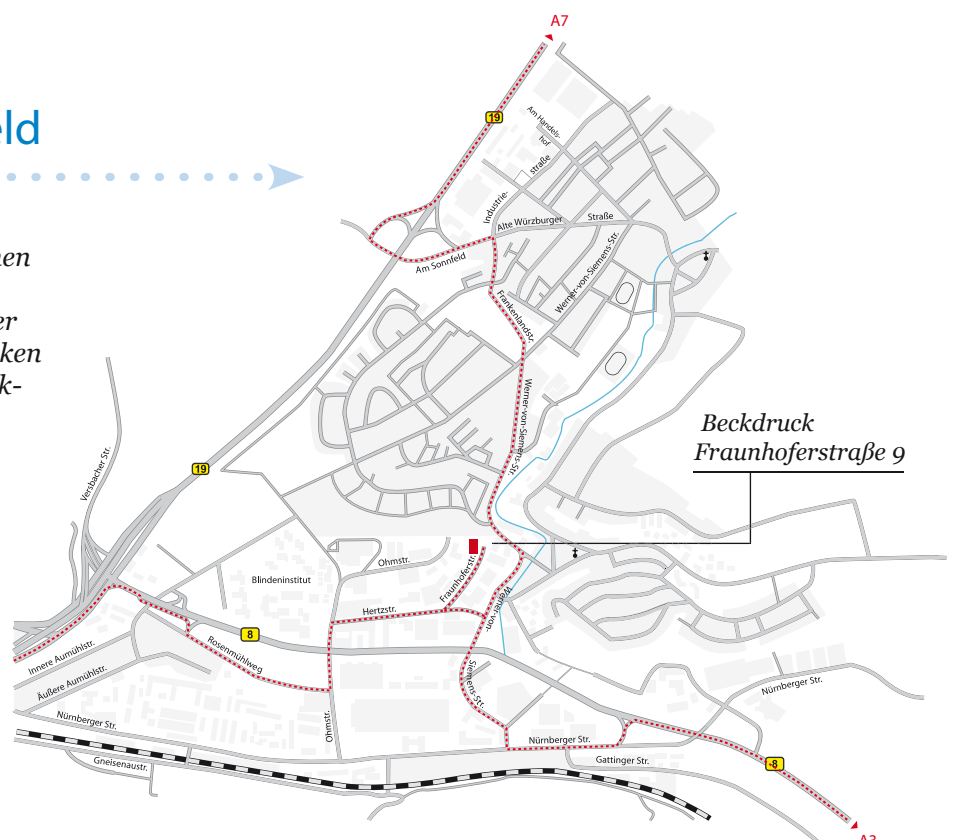 A7
eld
19
Am Handels-
hof
straße
Industrie-
Alte Würzburger
Straße
en
Am Sonnfeld
Werner-von-Siemens-Str.
er
Frankenlandstr.
ken
k-
Werner-von-Siemens-Str.
Beckdruck
Fraunhoferstraße 9
19
Versbacher Str.
Ohmstr.
Blindeninstitut
Fraunhoferstr.
Hertzstr.
Werner-von-
8
Innere Aumühlstr.
Rosenmühlweg
Äußere Aumühlstr.
Siemens-Str.
Nürnberger Str.
Nürnberger Str.
Ohmstr.
Nürnberger Str.
Gneisenaustr.
Gattinger Str.
8
A3